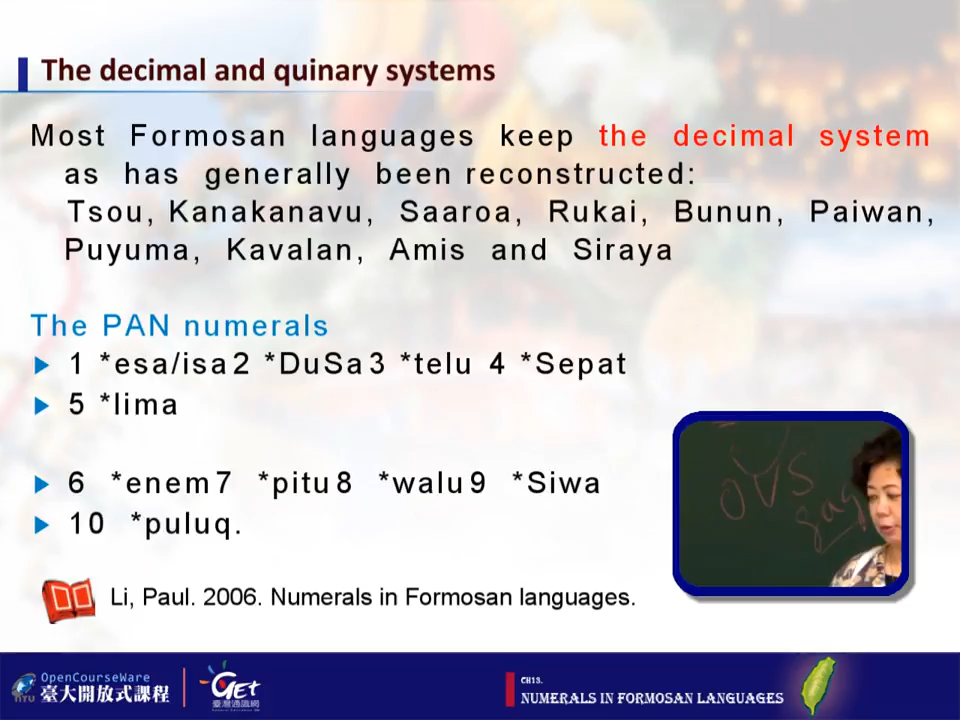 The decimal and quinary systems
Most Formosan languages keep the decimal system
as has generally been reconstructed:
Tsou, Kanakanavu, Saaroa, Rukai, Bunun, Paiwan,
Puyuma, Kavalan, Amis and Siraya
The PAN numerals
1 *esa/isa 2 *DuSa 3 *telu 4 *Sepat
5 *lima
6 *enem 7 *pitu 8 *walu 9 *Siwa
10 *puluq.
Li, Paul. 2006. Numerals in Formosan languages.
OpenCourseWare
NTU 臺大開放式課程
GET
臺灣通識網
CH13.
NUMERALS IN FORMOSAN LANGUAGES